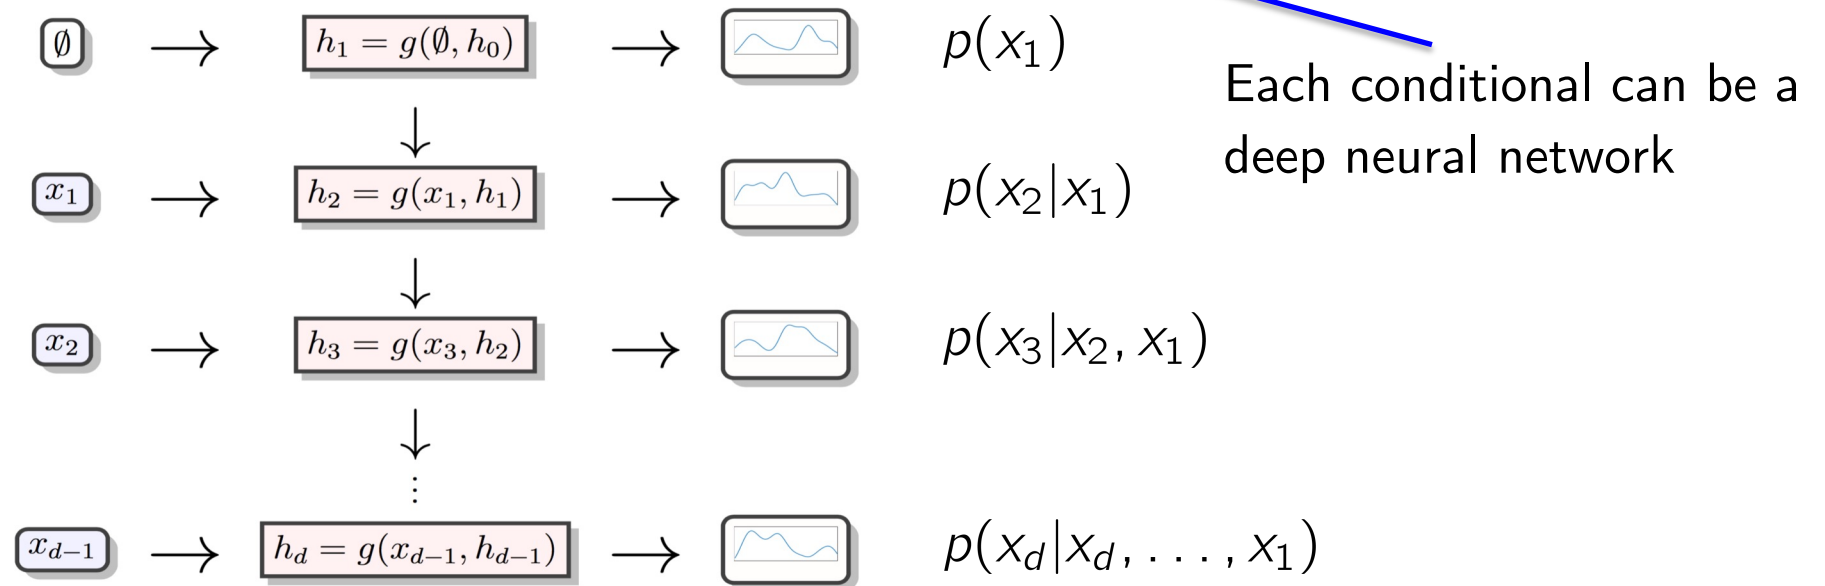 ∅ → h₁ = g(∅, h₀) → p(x₁)
Each conditional can be a
deep neural network
↓
x₁ → h₂ = g(x₁, h₁) → p(x₂|x₁)
↓
x₂ → h₃ = g(x₃, h₂) → p(x₃|x₂, x₁)
↓
⋮
x_{d−1} → h_d = g(x_{d−1}, h_{d−1}) → p(x_d|x_d, . . . , x₁)